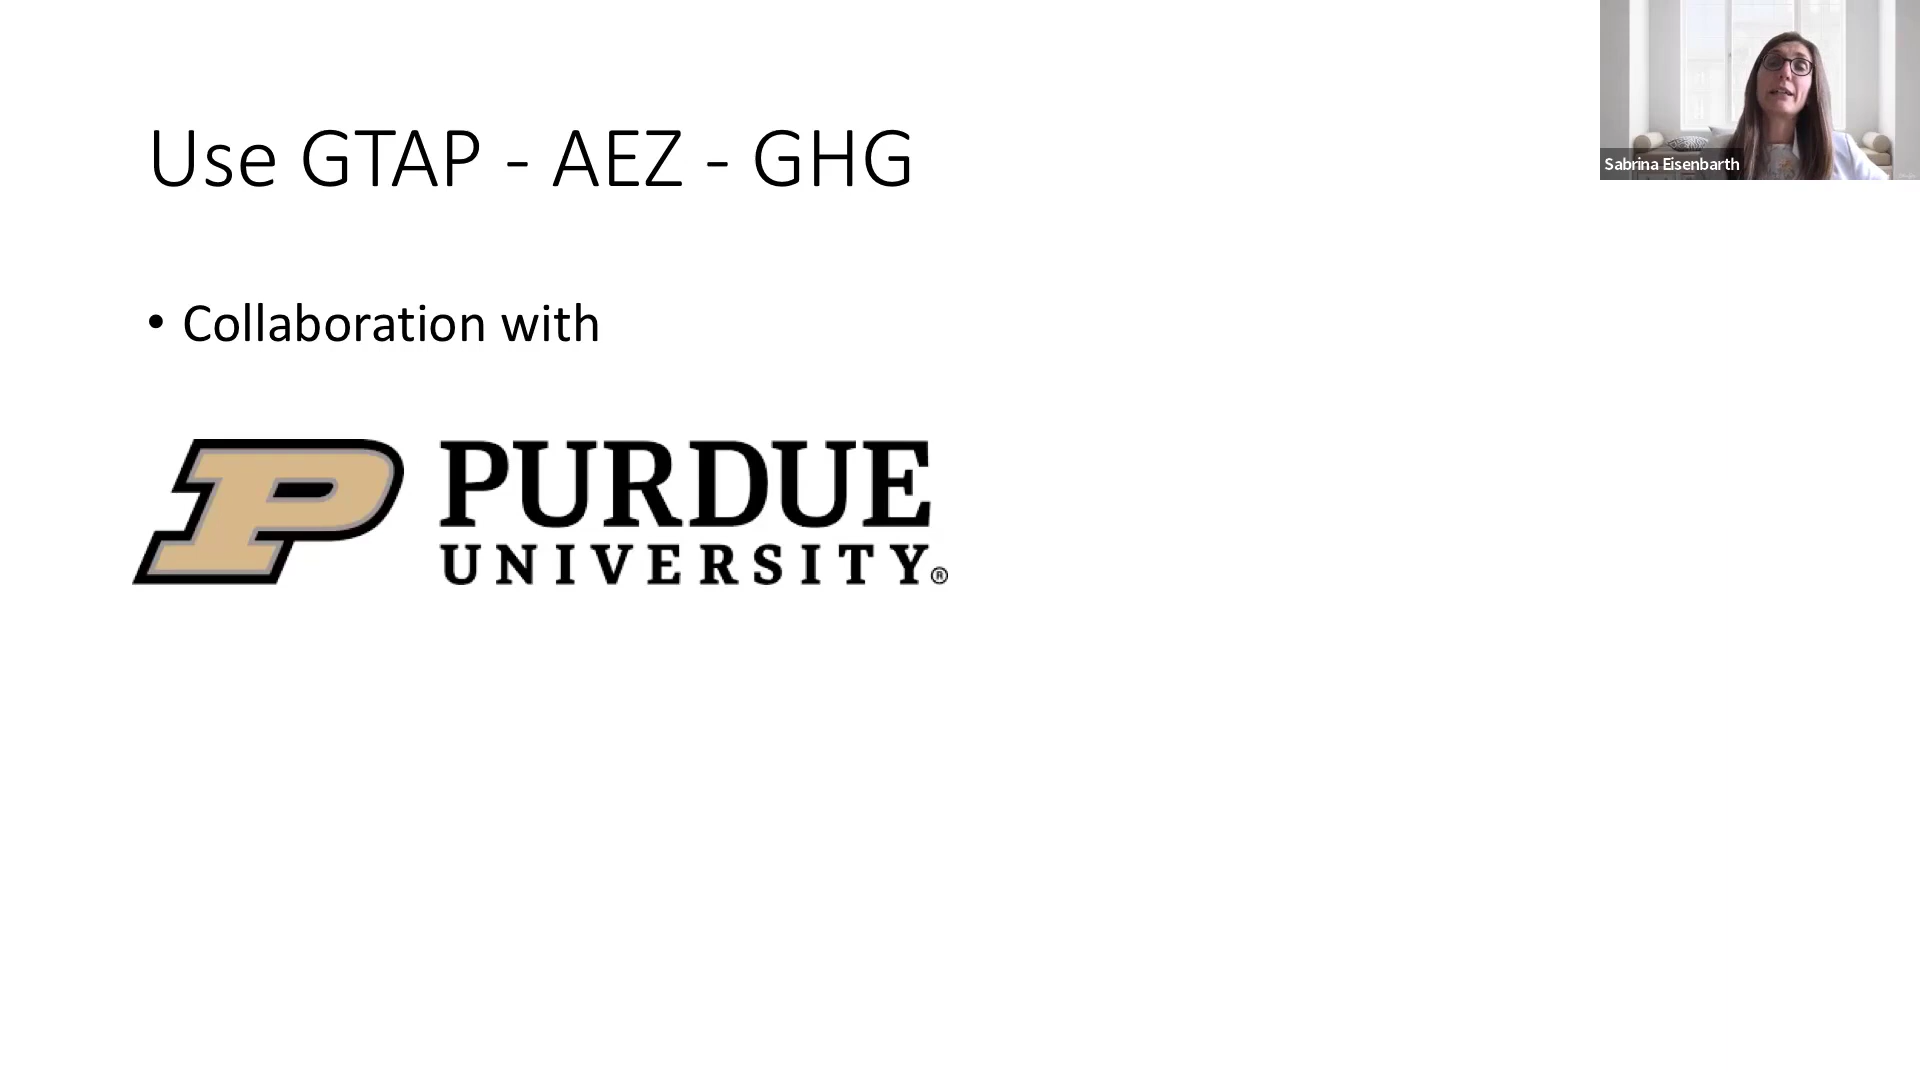 Use GTAP - AEZ - GHG
Sabrina Eisenbarth
• Collaboration with
PURDUE
UNIVERSITY®